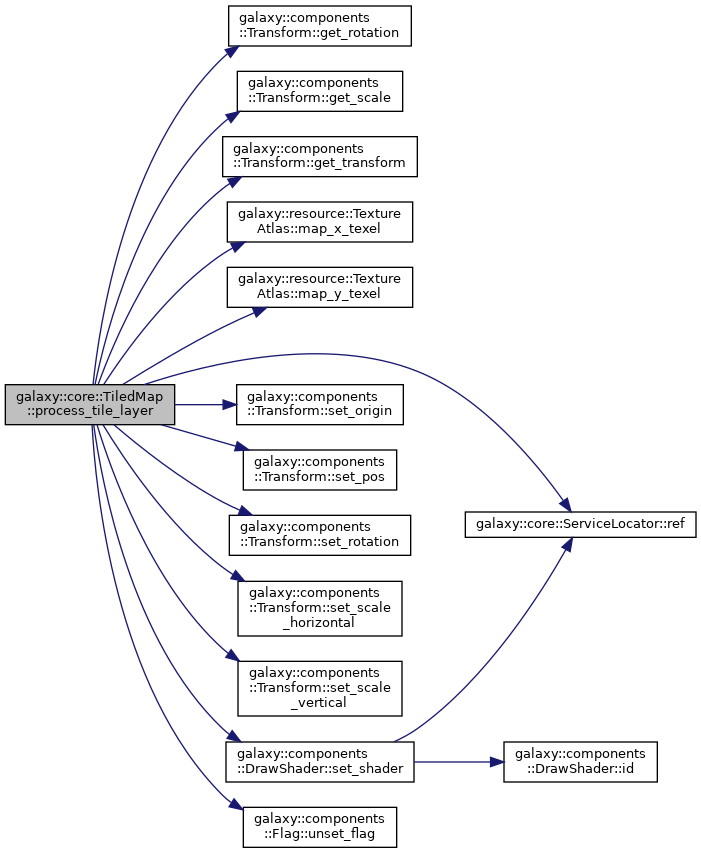 galaxy::components
::Transform::get_rotation
galaxy::components
::Transform::get_scale
galaxy::components
::Transform::get_transform
galaxy::resource::Texture
Atlas::map_x_texel
galaxy::resource::Texture
Atlas::map_y_texel
galaxy::core::TiledMap
::process_tile_layer
galaxy::components
::Transform::set_origin
galaxy::components
::Transform::set_pos
galaxy::core::ServiceLocator::ref
galaxy::components
::Transform::set_rotation
galaxy::components
::Transform::set_scale
_horizontal
galaxy::components
::Transform::set_scale
_vertical
galaxy::components
::DrawShader::set_shader
galaxy::components
::DrawShader::id
galaxy::components
::Flag::unset_flag